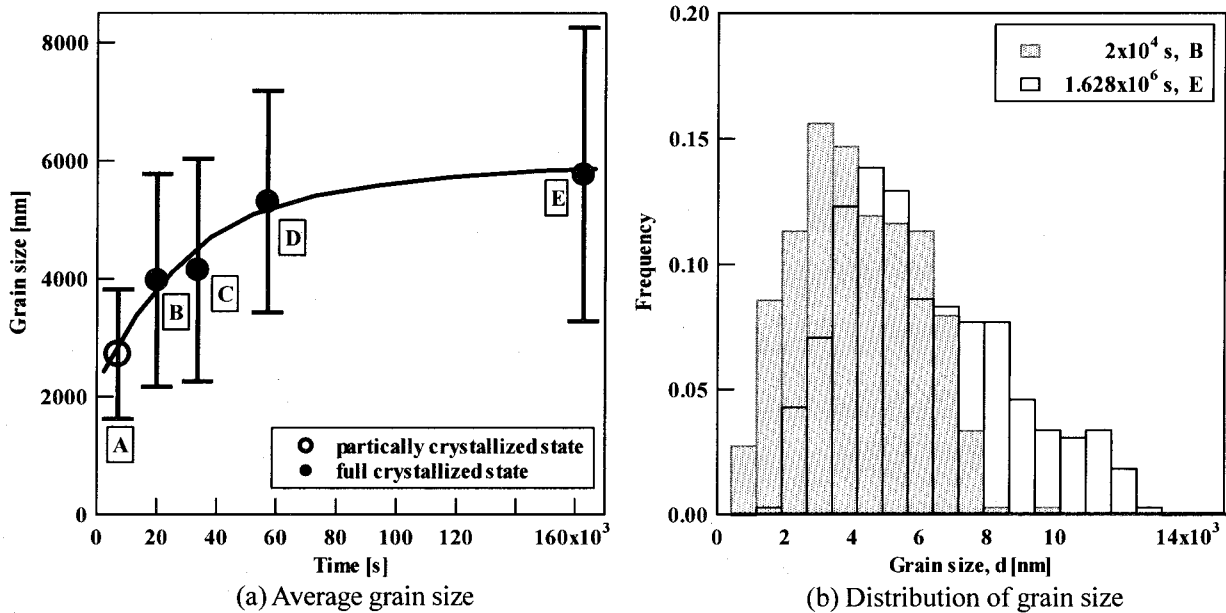 8000
6000
4000
2000
0
Grain size [nm]
A
B
C
D
E
partically crystallized state
full crystallized state
0 20 40 60 80 100 120 160x10³
Time [s]
(a) Average grain size
0.20
0.15
0.10
0.05
0.00
Frequency
2x10⁴ s, B
1.628x10⁶ s, E
0 2 4 6 8 10 14x10³
Grain size, d [nm]
(b) Distribution of grain size